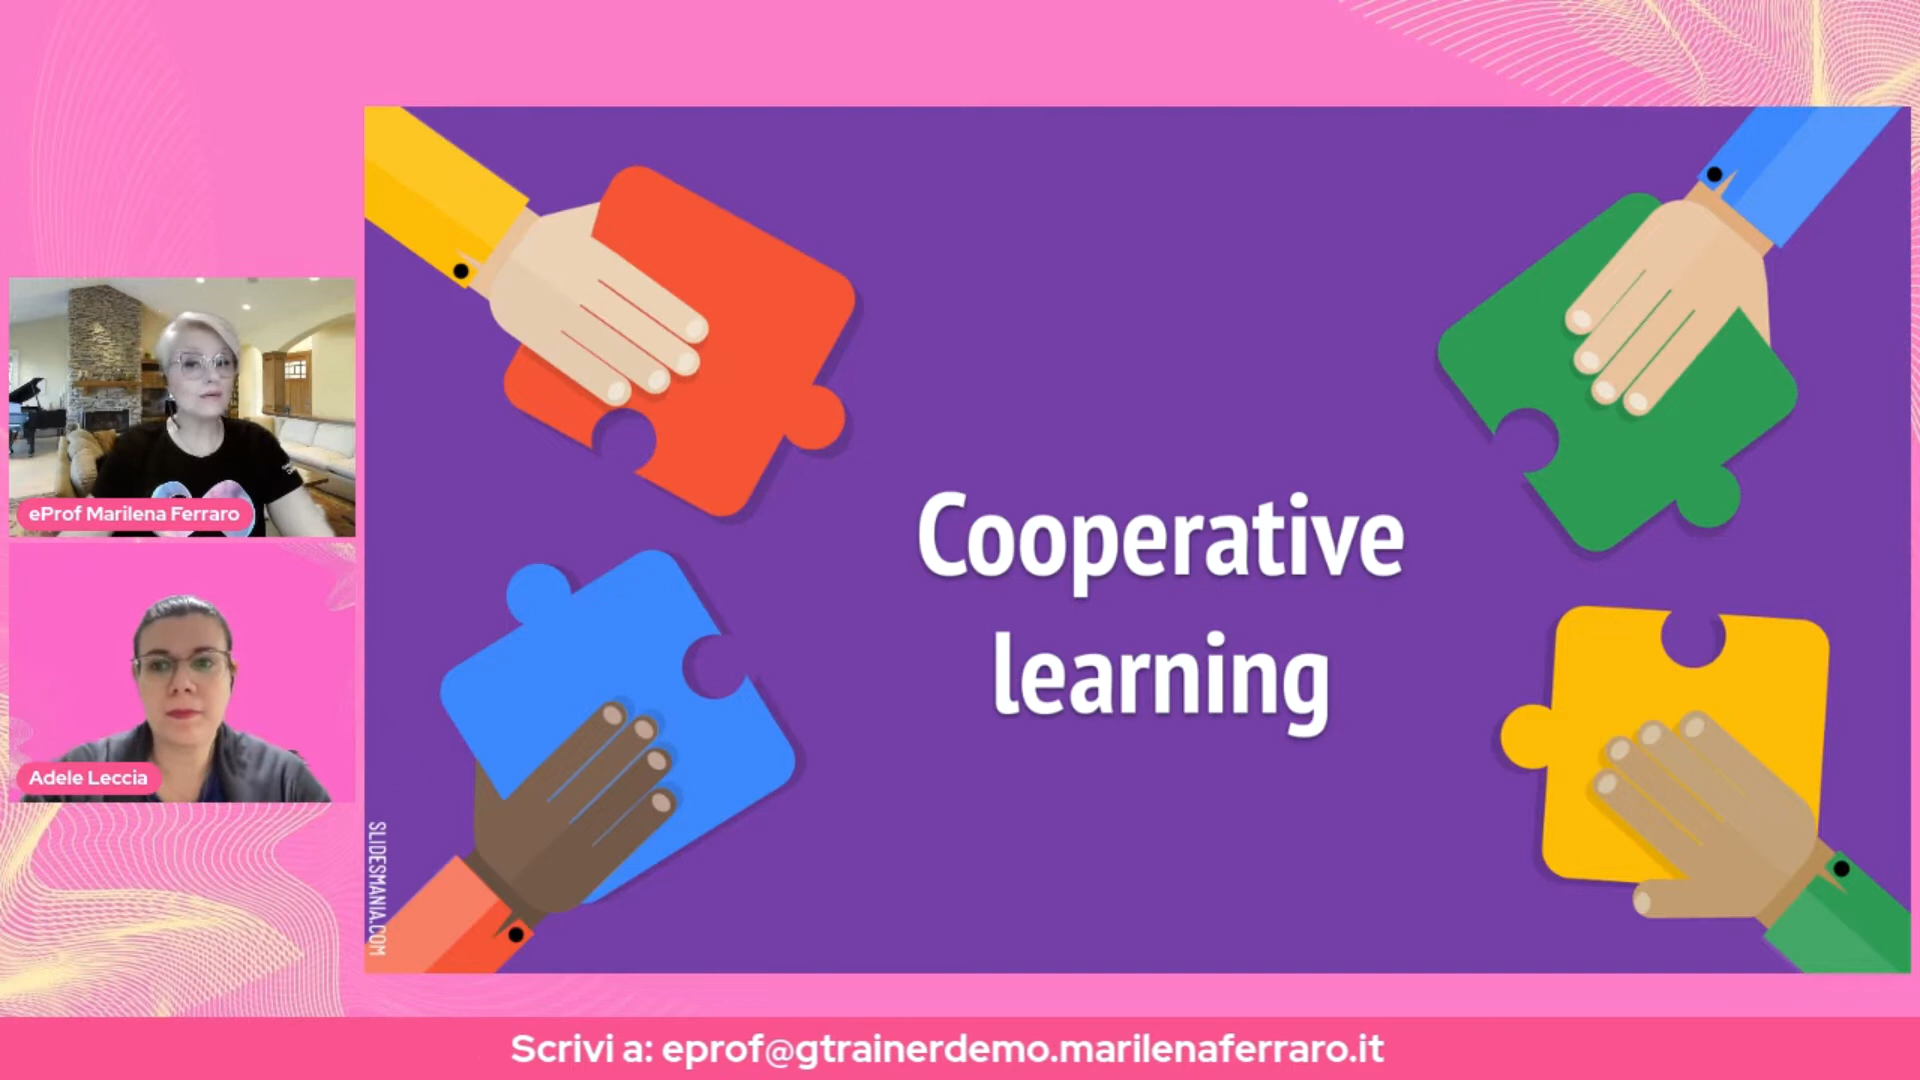 eProf Marilena Ferraro
Adele Leccia
Cooperative
learning
SLIDESMANIA.COM
Scrivi a: eprof@gtrainerdemo.marilenaferraro.it